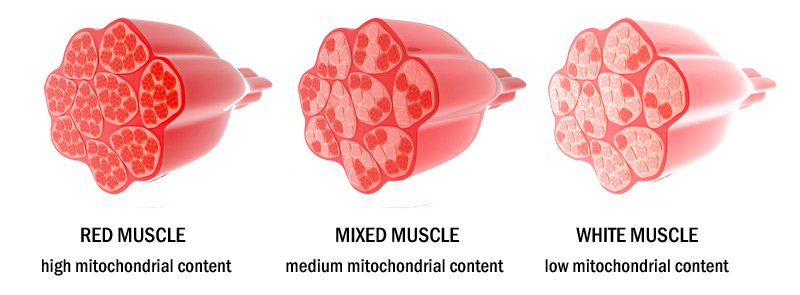 RED MUSCLE
high mitochondrial content
MIXED MUSCLE
medium mitochondrial content
WHITE MUSCLE
low mitochondrial content